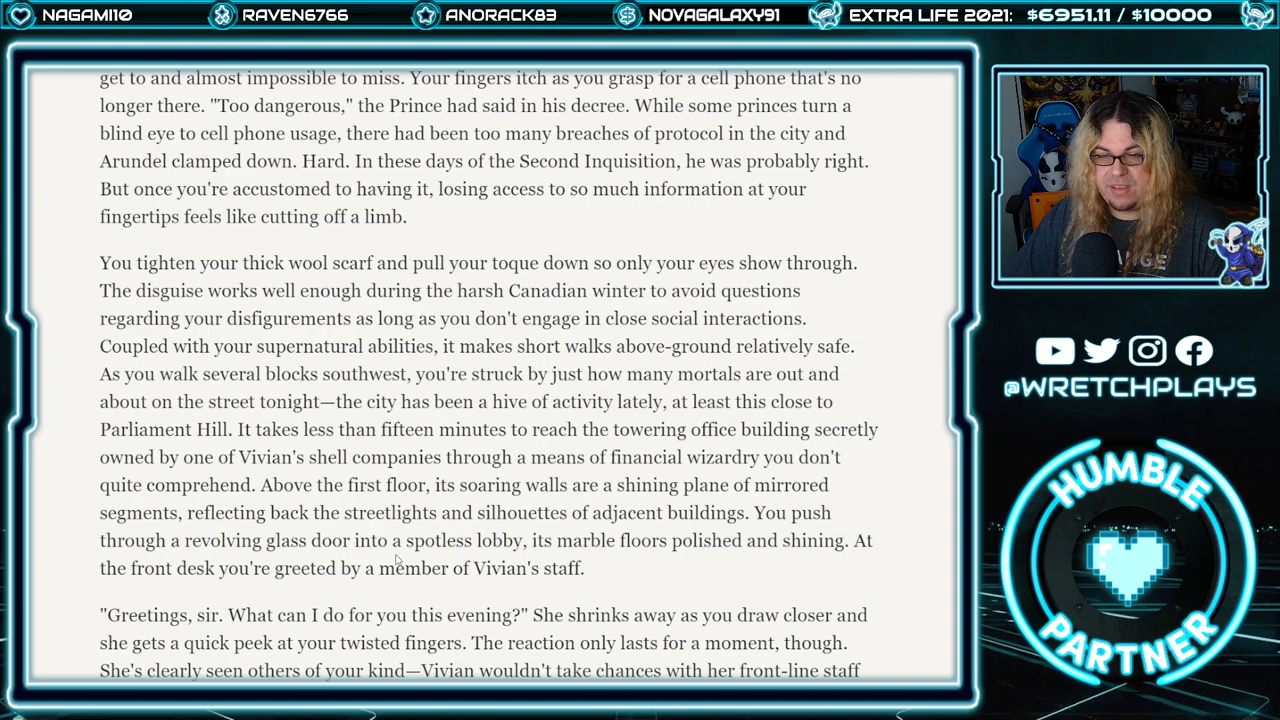 NAGAMI10 RAVEN6766 ANORACK83 NOVAGALAXY91 EXTRA LIFE 2021: $6951.11 / $10000
get to and almost impossible to miss. Your fingers itch as you grasp for a cell phone that's no
longer there. "Too dangerous," the Prince had said in his decree. While some princes turn a
blind eye to cell phone usage, there had been too many breaches of protocol in the city and
Arundel clamped down. Hard. In these days of the Second Inquisition, he was probably right.
But once you're accustomed to having it, losing access to so much information at your
fingertips feels like cutting off a limb.
You tighten your thick wool scarf and pull your toque down so only your eyes show through.
The disguise works well enough during the harsh Canadian winter to avoid questions
regarding your disfigurements as long as you don't engage in close social interactions.
Coupled with your supernatural abilities, it makes short walks above-ground relatively safe.
As you walk several blocks southwest, you're struck by just how many mortals are out and
about on the street tonight—the city has been a hive of activity lately, at least this close to
Parliament Hill. It takes less than fifteen minutes to reach the towering office building secretly
owned by one of Vivian's shell companies through a means of financial wizardry you don't
quite comprehend. Above the first floor, its soaring walls are a shining plane of mirrored
segments, reflecting back the streetlights and silhouettes of adjacent buildings. You push
through a revolving glass door into a spotless lobby, its marble floors polished and shining. At
the front desk you're greeted by a member of Vivian's staff.
"Greetings, sir. What can I do for you this evening?" She shrinks away as you draw closer and
she gets a quick peek at your twisted fingers. The reaction only lasts for a moment, though.
She's clearly seen others of your kind—Vivian wouldn't take chances with her front-line staff
@WRETCHPLAYS
HUMBLE
PARTNER